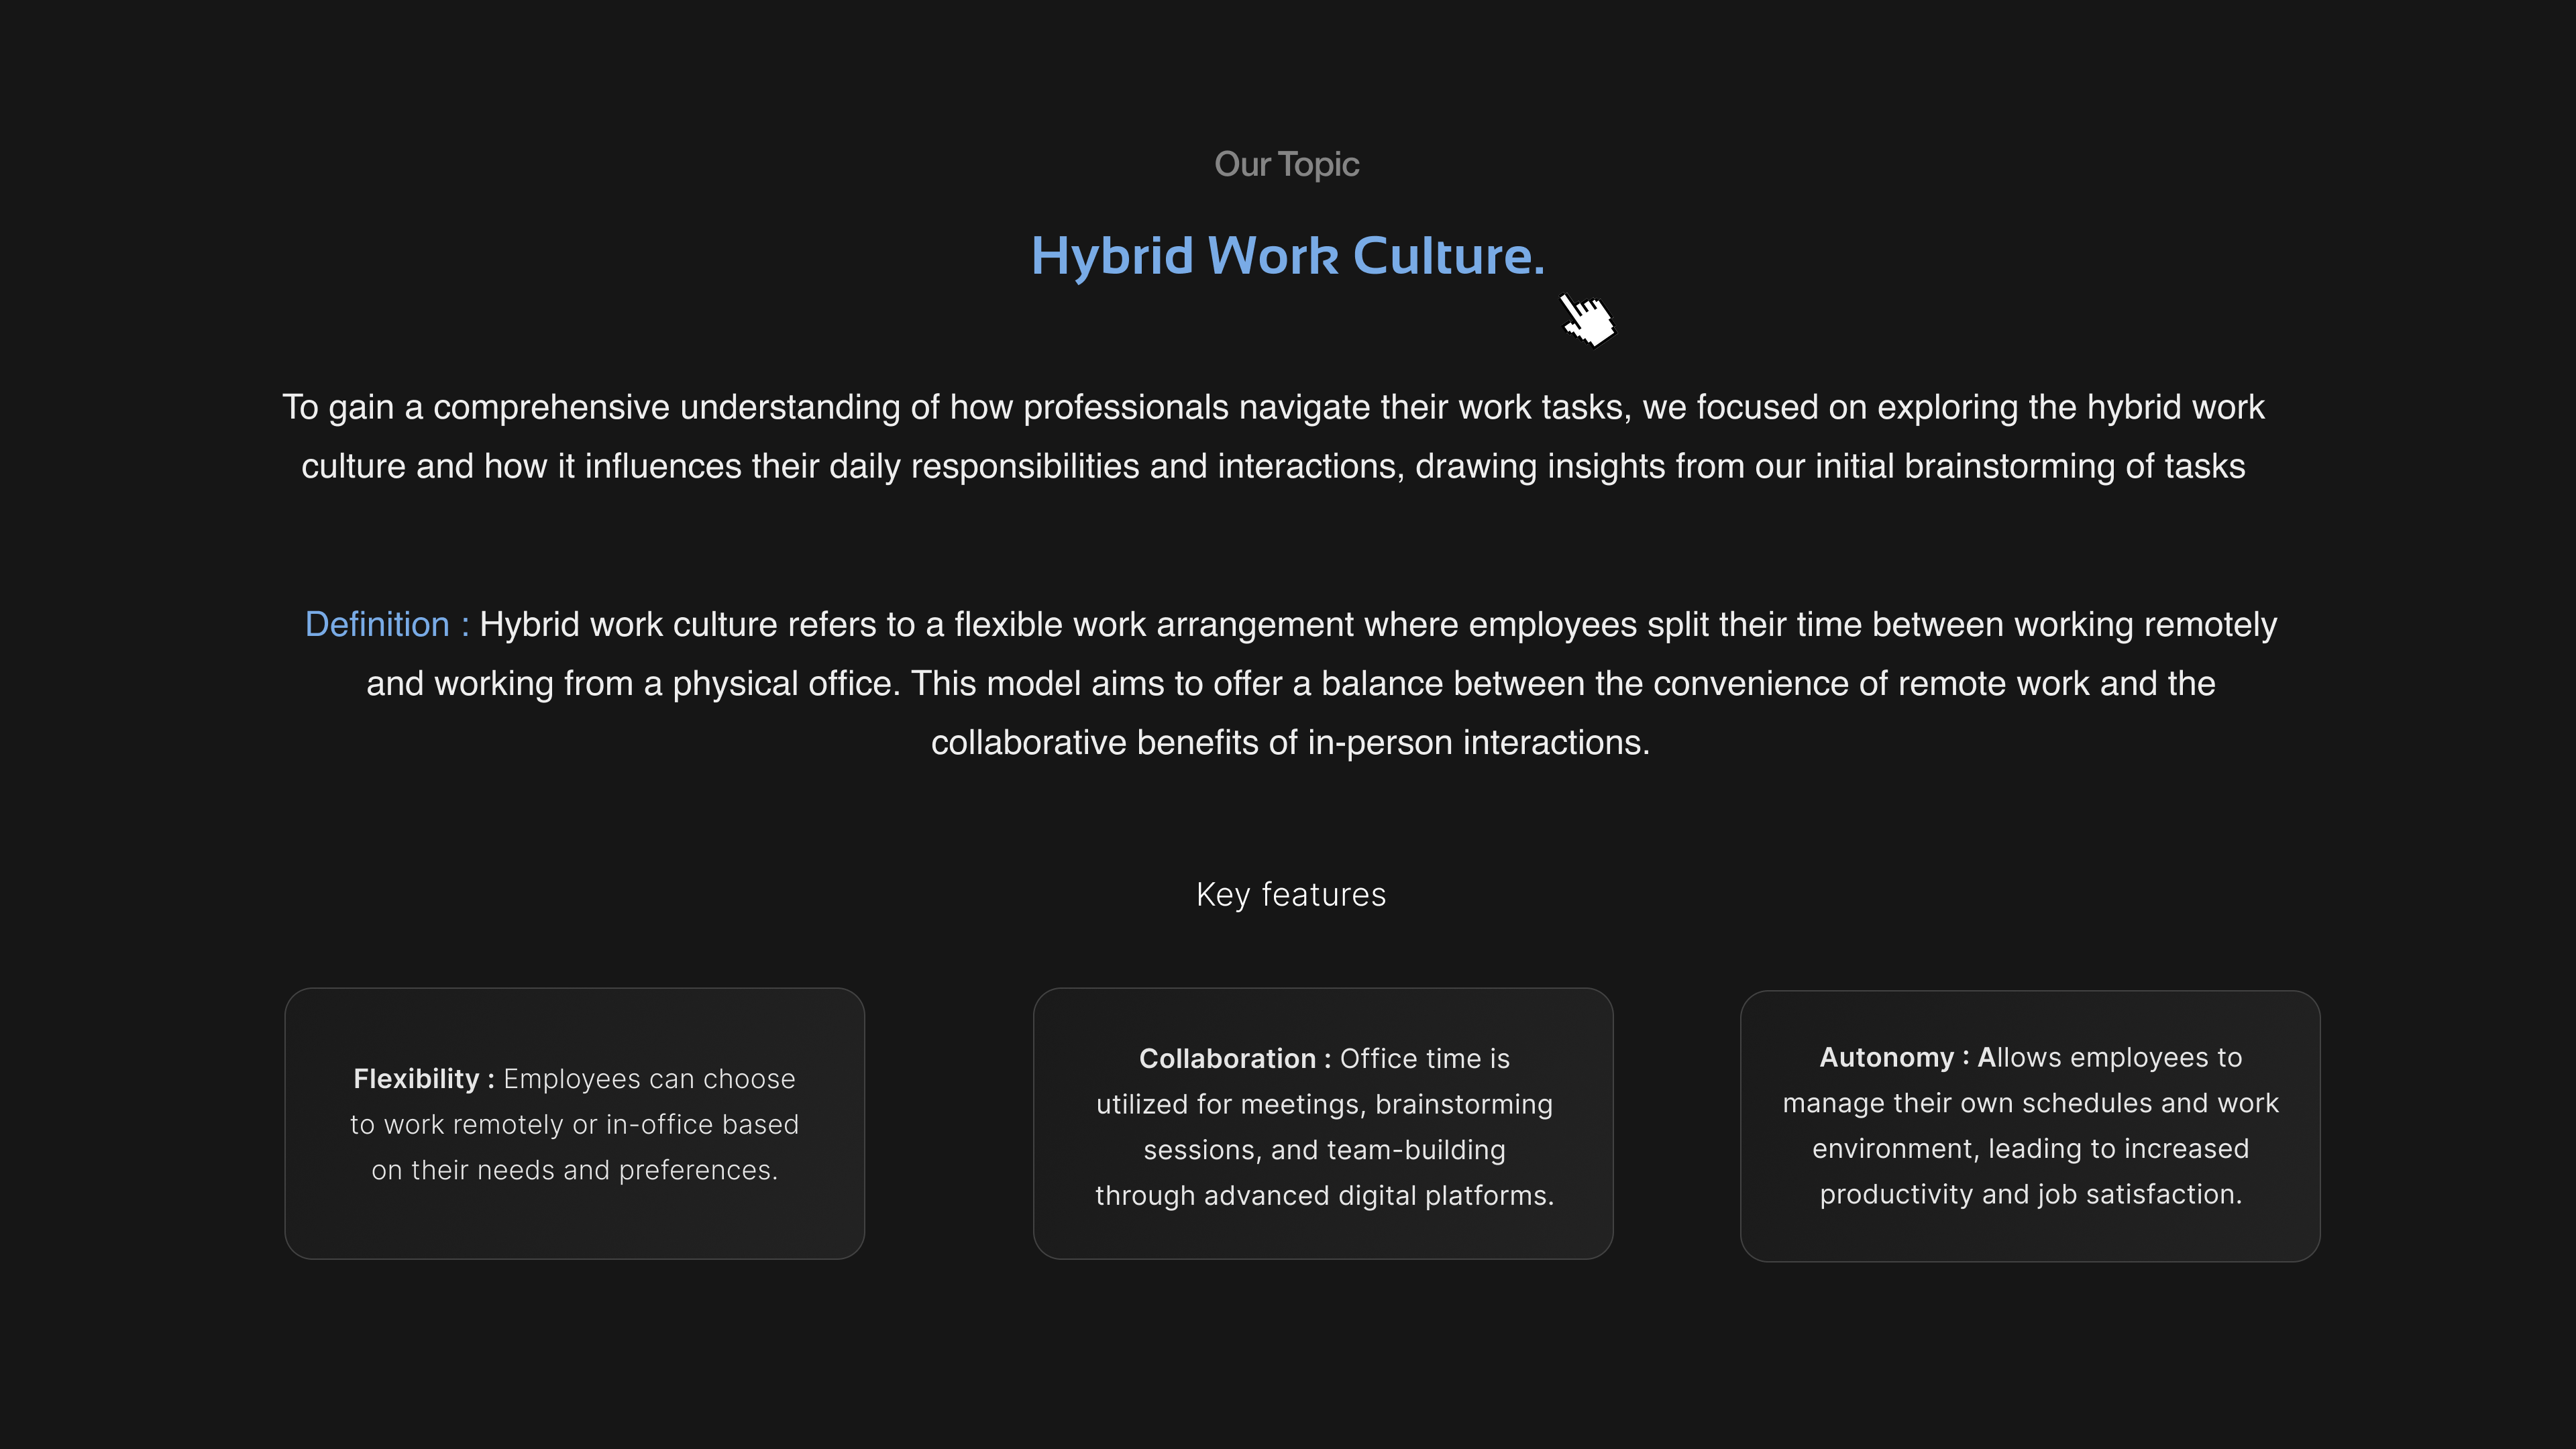 Our Topic
Hybrid Work Culture.
To gain a comprehensive understanding of how professionals navigate their work tasks, we focused on exploring the hybrid work
culture and how it influences their daily responsibilities and interactions, drawing insights from our initial brainstorming of tasks
Definition : Hybrid work culture refers to a flexible work arrangement where employees split their time between working remotely
and working from a physical office. This model aims to offer a balance between the convenience of remote work and the
collaborative benefits of in-person interactions.
Key features
Flexibility : Employees can choose
to work remotely or in-office based
on their needs and preferences.
Collaboration : Office time is
utilized for meetings, brainstorming
sessions, and team-building
through advanced digital platforms.
Autonomy : Allows employees to
manage their own schedules and work
environment, leading to increased
productivity and job satisfaction.